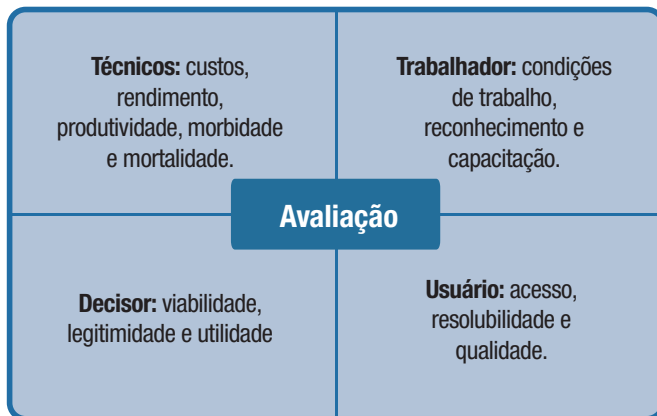 Técnicos: custos,
rendimento,
produtividade, morbidade
e mortalidade.
Trabalhador: condições
de trabalho,
reconhecimento e
capacitação.
Avaliação
Decisor: viabilidade,
legitimidade e utilidade
Usuário: acesso,
resolubilidade e
qualidade.